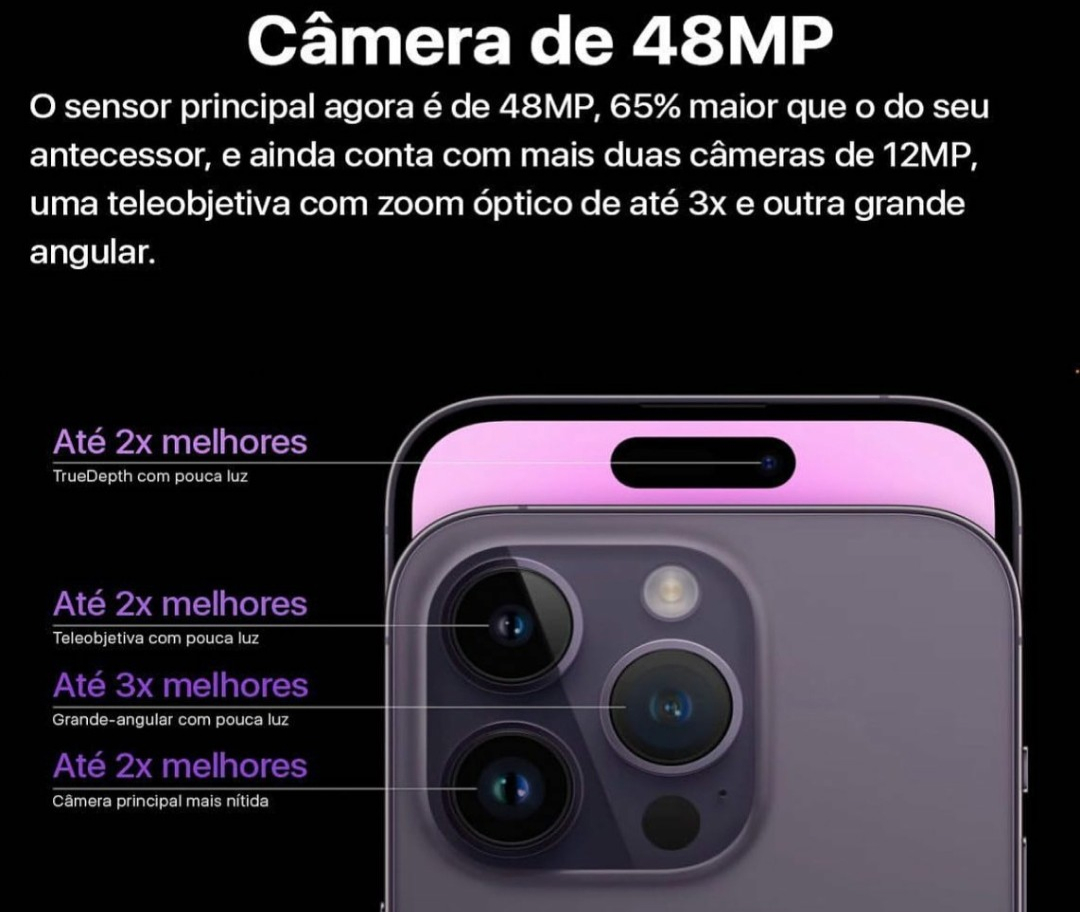 Câmera de 48MP
O sensor principal agora é de 48MP, 65% maior que o do seu
antecessor, e ainda conta com mais duas câmeras de 12MP,
uma teleobjetiva com zoom óptico de até 3x e outra grande
angular.
Até 2x melhores
TrueDepth com pouca luz
Até 2x melhores
Teleobjetiva com pouca luz
Até 3x melhores
Grande-angular com pouca luz
Até 2x melhores
Câmera principal mais nítida